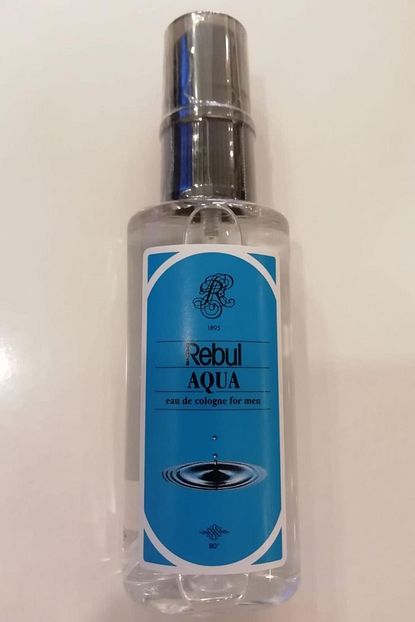 R
1895
Rebul
AQUA
eau de cologne for men
80°